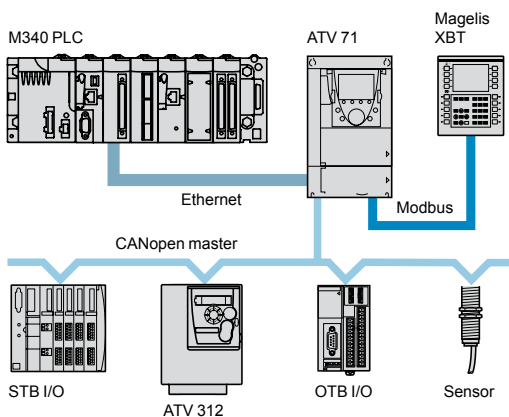 M340 PLC
ATV 71
Magelis
XBT
Ethernet
Modbus
CANopen master
STB I/O
ATV 312
OTB I/O
Sensor